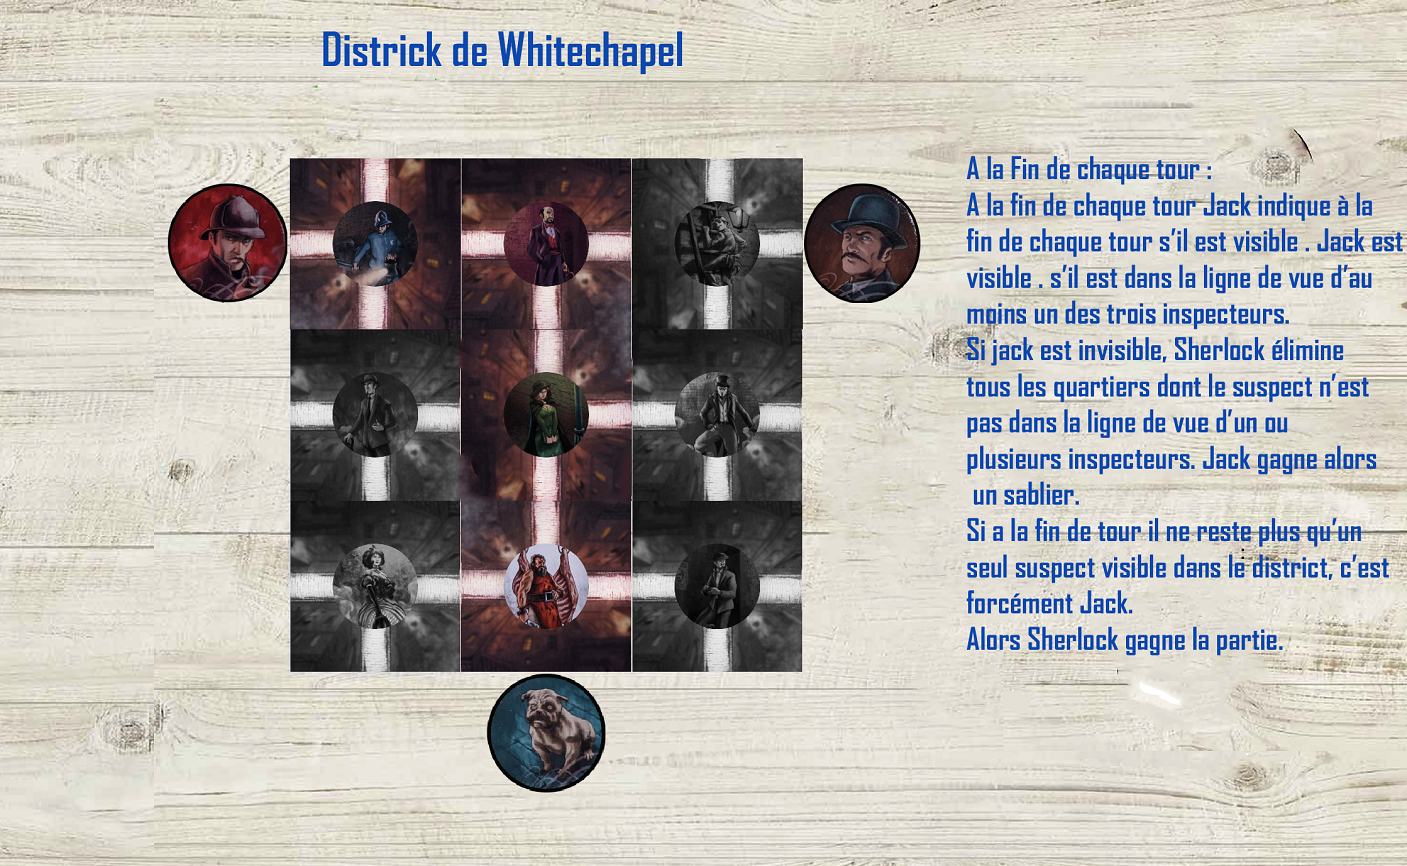 Districk de Whitechapel
A la Fin de chaque tour :
A la fin de chaque tour Jack indique à la
fin de chaque tour s'il est visible . Jack est
visible . s'il est dans la ligne de vue d'au
moins un des trois inspecteurs.
Si jack est invisible, Sherlock élimine
tous les quartiers dont le suspect n'est
pas dans la ligne de vue d'un ou
plusieurs inspecteurs. Jack gagne alors
un sablier.
Si a la fin de tour il ne reste plus qu'un
seul suspect visible dans le district, c'est
forcément Jack.
Alors Sherlock gagne la partie.